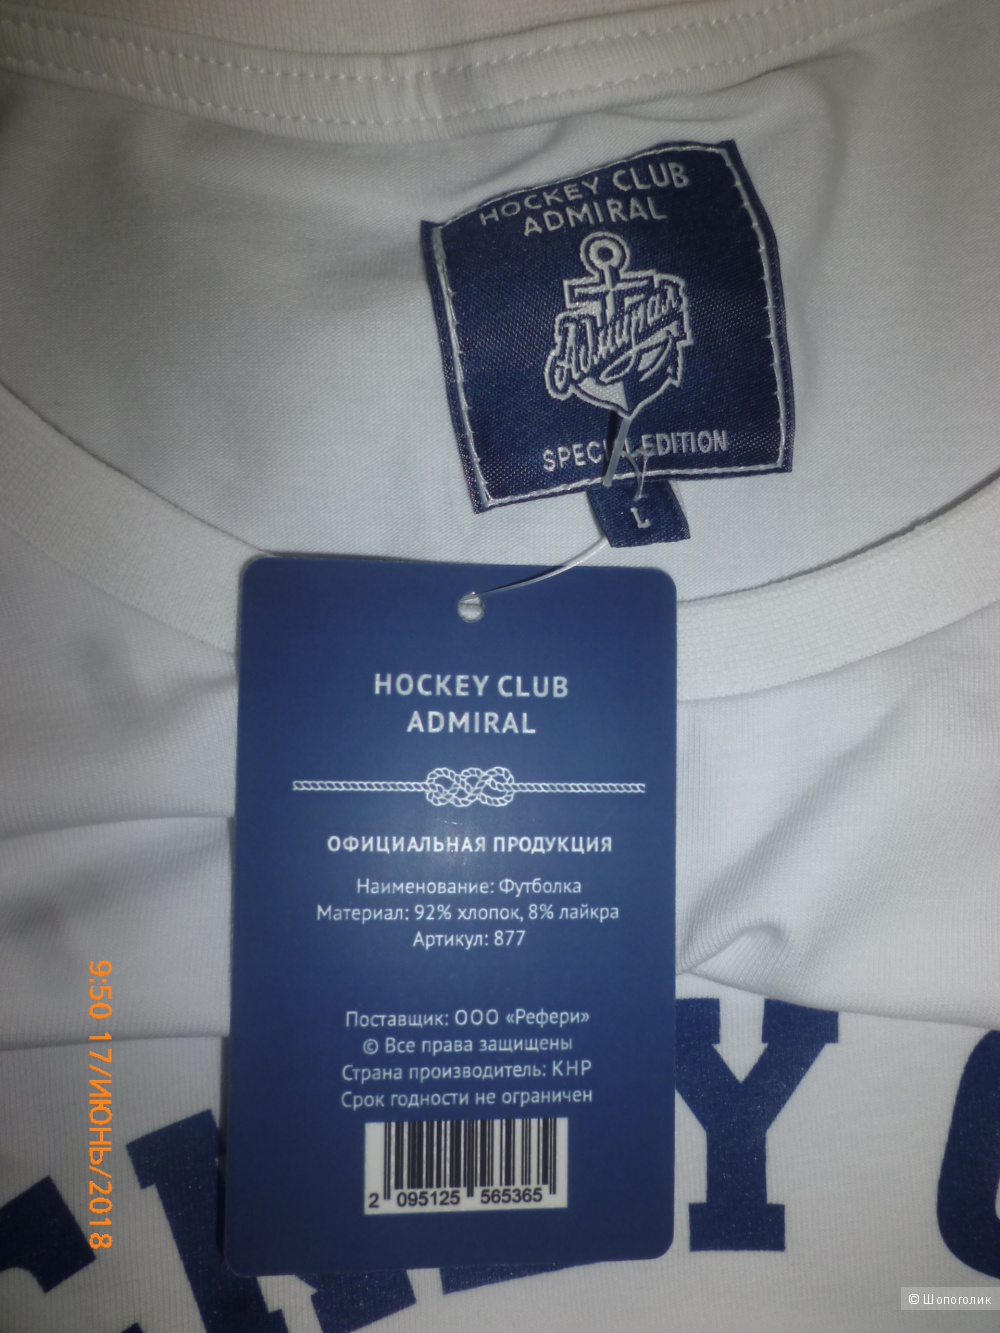 HOCKEY CLUB
ADMIRAL
Адмирал
SPECIAL EDITION
L
HOCKEY CLUB
ADMIRAL
ОФИЦИАЛЬНАЯ ПРОДУКЦИЯ
Наименование: Футболка
Материал: 92% хлопок, 8% лайкра
Артикул: 877
Поставщик: ООО «Рефери»
© Все права защищены
Страна производитель: КНР
Срок годности не ограничен
2 095125 565365
9:50 17/ИЮНЬ/2018
© Шопоголик